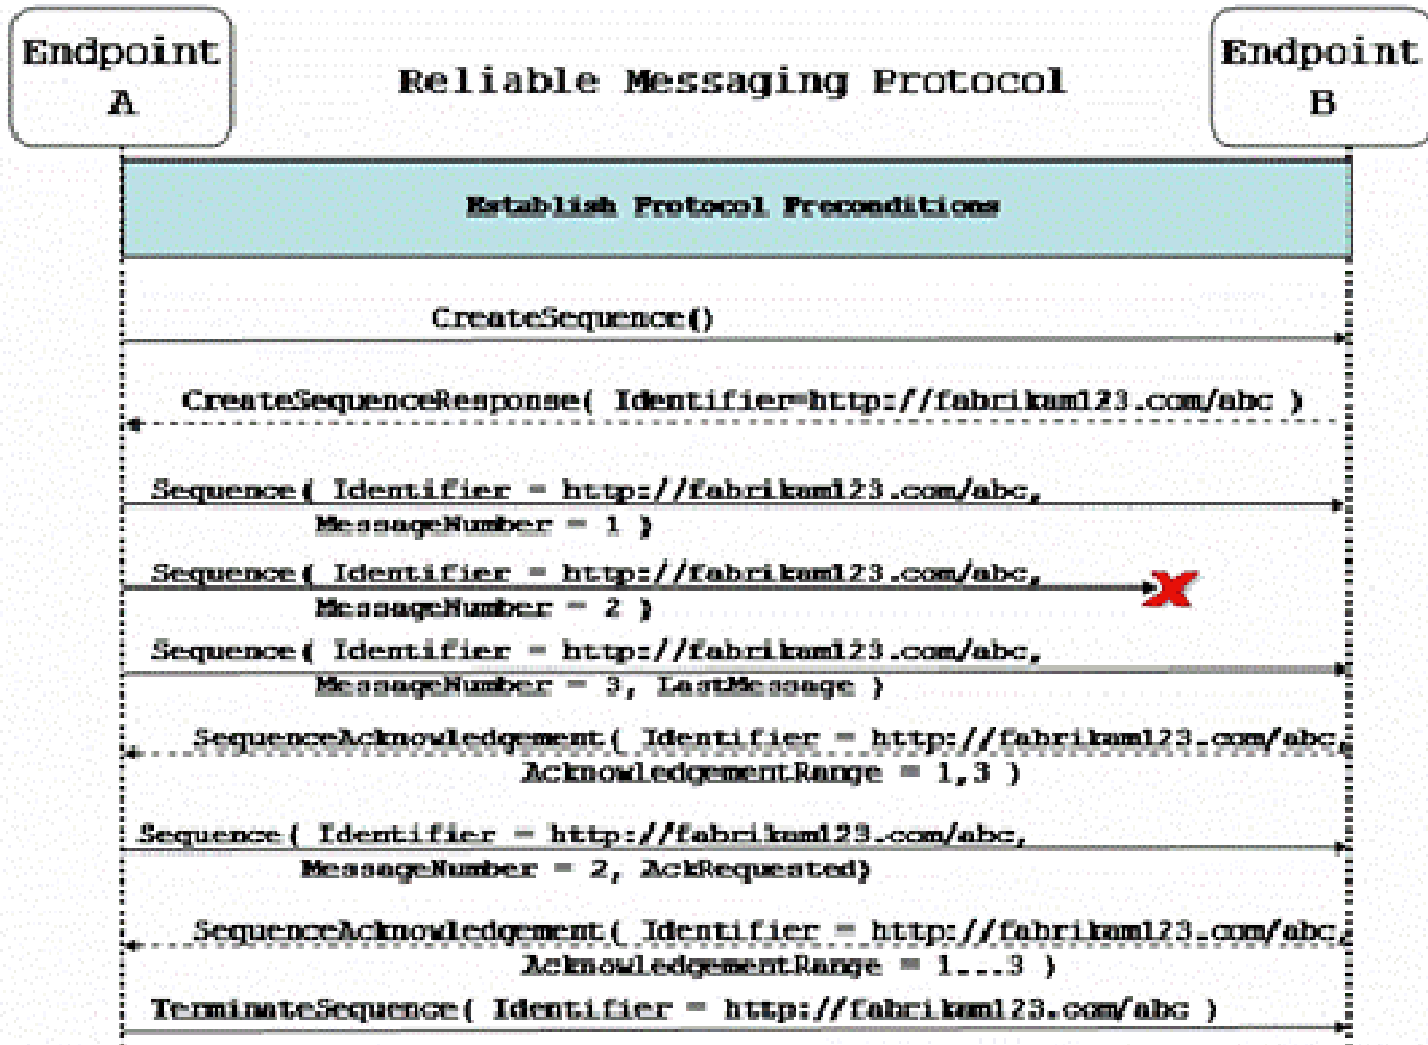 Endpoint
A
Reliable Messaging Protocol
Endpoint
B
Establish Protocol Preconditions
CreateSequence()
CreateSequenceResponse( Identifier=http://fabrikam123.com/abc )
Sequence( Identifier = http://fabrikam123.com/abc,
MessageNumber = 1 )
Sequence( Identifier = http://fabrikam123.com/abc,
MessageNumber = 2 )
Sequence( Identifier = http://fabrikam123.com/abc,
MessageNumber = 3, LastMessage )
SequenceAcknowledgement( Identifier = http://fabrikam123.com/abc,
AcknowledgementRange = 1,3 )
Sequence( Identifier = http://fabrikam123.com/abc,
MessageNumber = 2, AckRequested)
SequenceAcknowledgement( Identifier = http://fabrikam123.com/abc,
AcknowledgementRange = 1...3 )
TerminateSequence( Identifier = http://fabrikam123.com/abc )